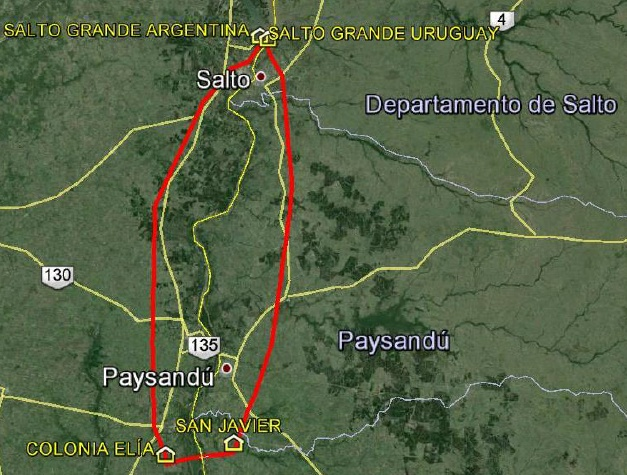 SALTO GRANDE ARGENTINA
SALTO GRANDE URUGUAY
4
Salto
Departamento de Salto
130
135
Paysandú
Paysandú
SAN JAVIER
COLONIA ELÍA